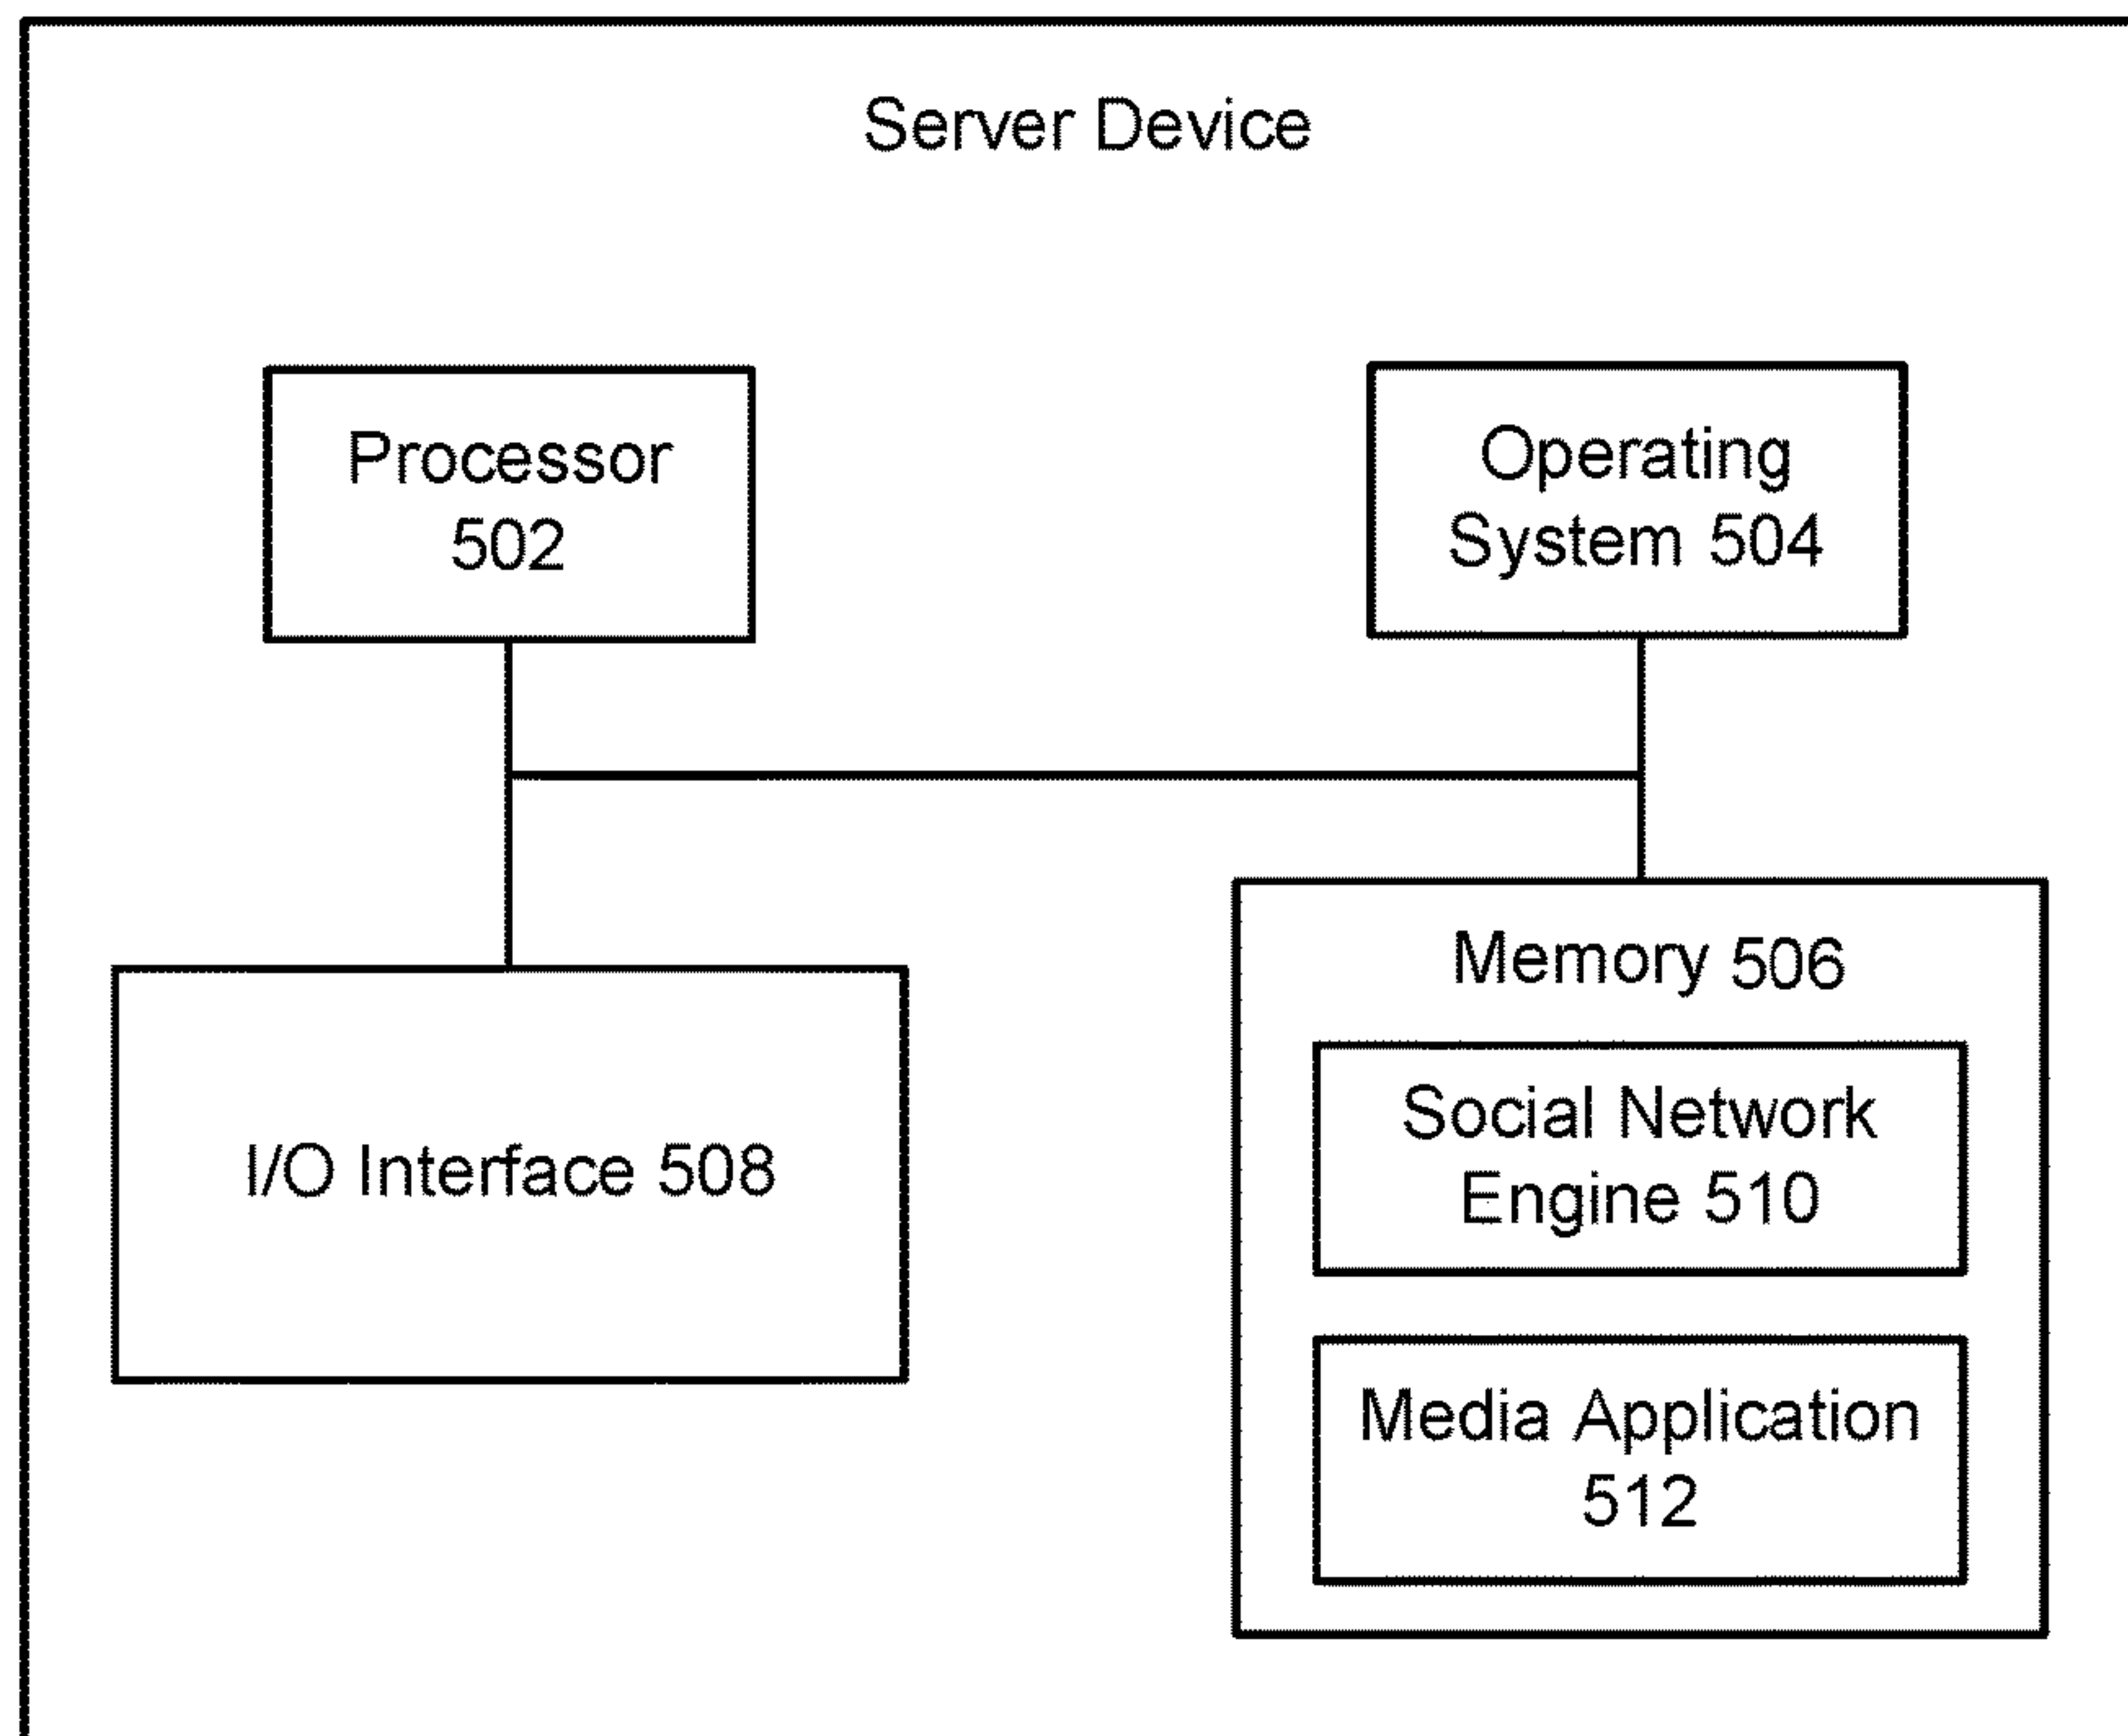 Server Device
Processor
502
Operating
System 504
I/O Interface 508
Memory 506
Social Network
Engine 510
Media Application
512